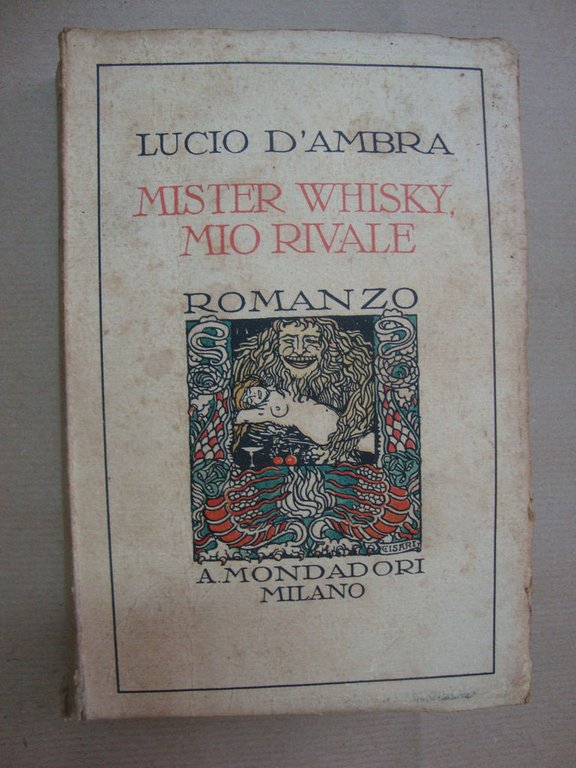 LUCIO D'AMBRA
MISTER WHISKY,
MIO RIVALE
ROMANZO
CISARI
A. MONDADORI
MILANO